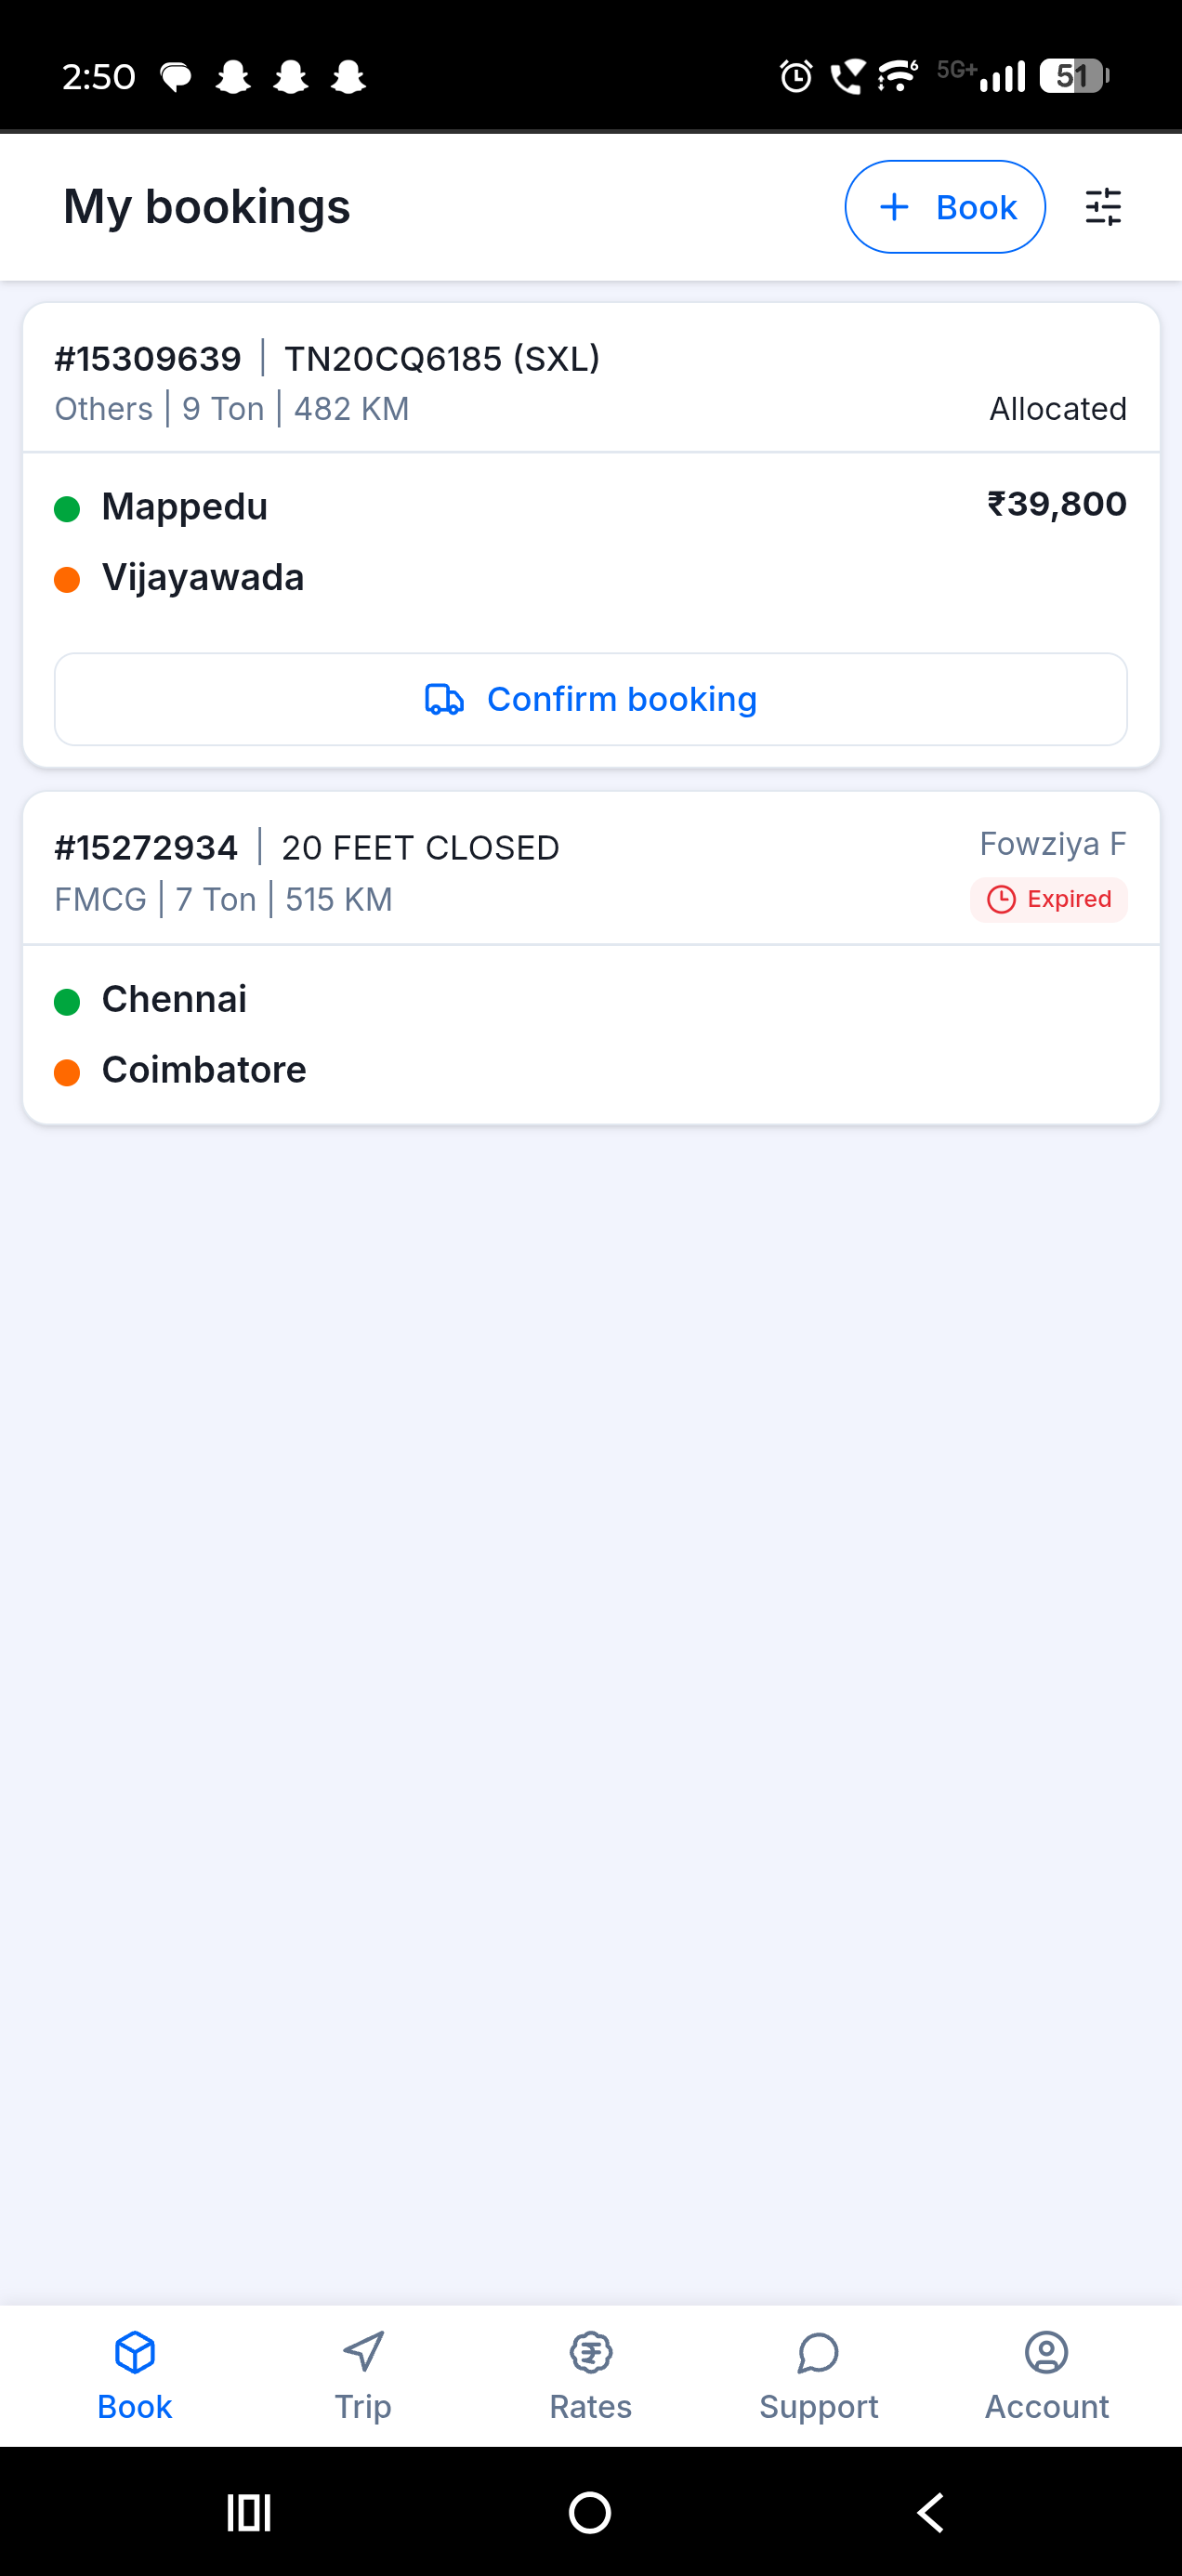 2:50
5G+ 51
My bookings
+ Book
#15309639 | TN20CQ6185 (SXL)
Others | 9 Ton | 482 KM
Allocated
Mappedu
₹39,800
Vijayawada
Confirm booking
#15272934 | 20 FEET CLOSED
Fowziya F
FMCG | 7 Ton | 515 KM
Expired
Chennai
Coimbatore
Book Trip Rates Support Account